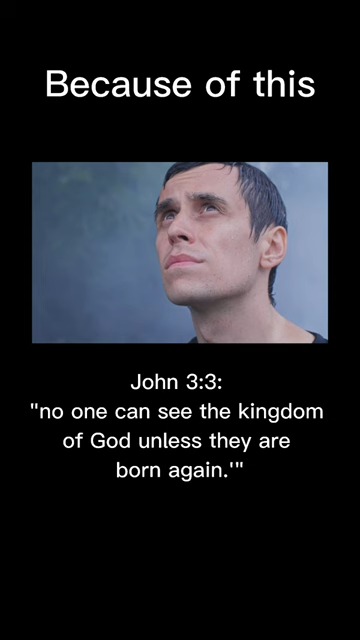 Because of this
John 3:3:
"no one can see the kingdom
of God unless they are
born again.'"